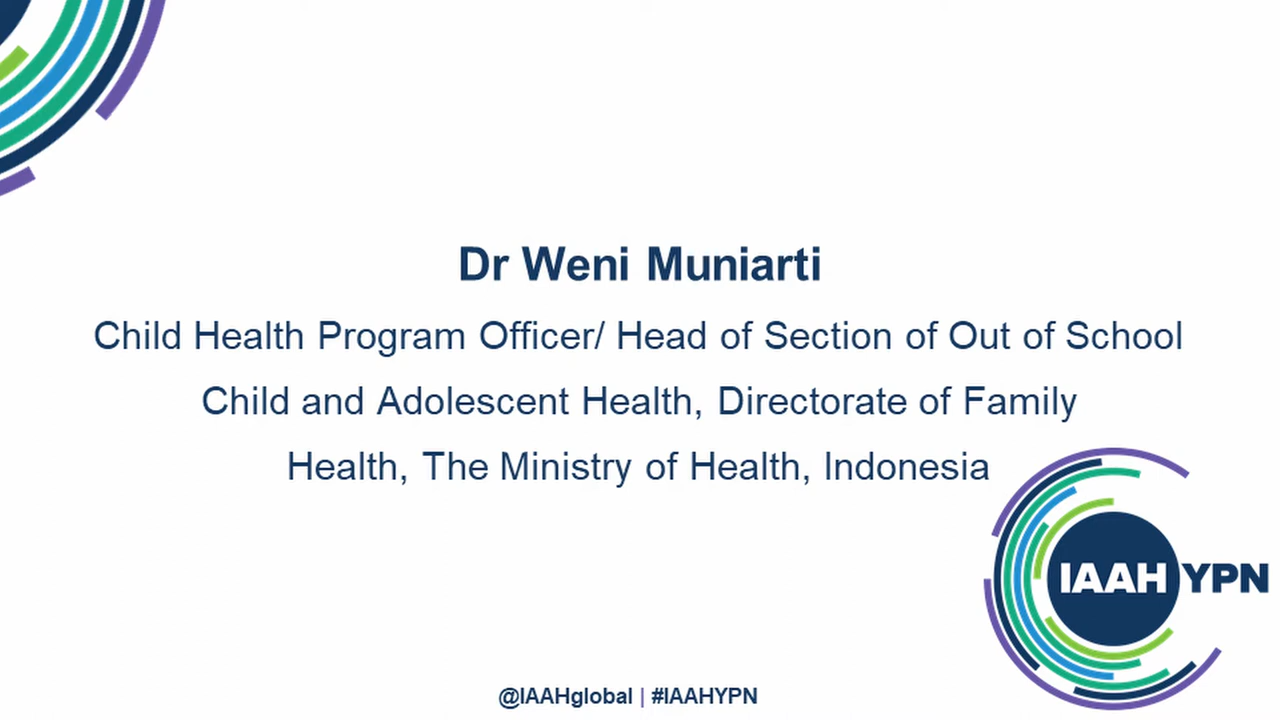 Dr Weni Muniarti
Child Health Program Officer/ Head of Section of Out of School
Child and Adolescent Health, Directorate of Family
Health, The Ministry of Health, Indonesia
IAAH YPN
@IAAHglobal | #IAAHYPN